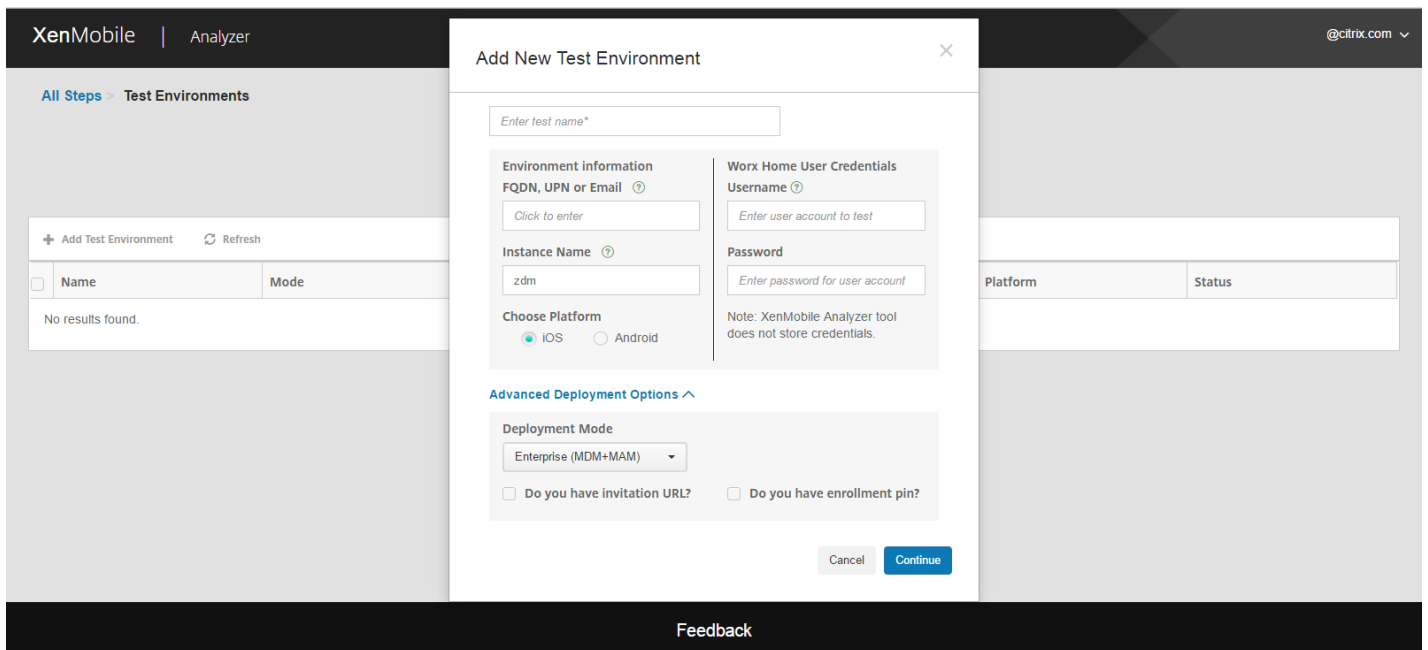 XenMobile | Analyzer
@citrix.com
All Steps > Test Environments
Add New Test Environment
Enter test name*
Environment information
FQDN, UPN or Email ?
Click to enter
Instance Name ?
zdm
Choose Platform
iOS Android
Worx Home User Credentials
Username ?
Enter user account to test
Password
Enter password for user account
Note: XenMobile Analyzer tool
does not store credentials.
Advanced Deployment Options
Deployment Mode
Enterprise (MDM+MAM)
Do you have invitation URL? Do you have enrollment pin?
Cancel Continue
Add Test Environment Refresh
Name Mode Platform Status
No results found.
Feedback